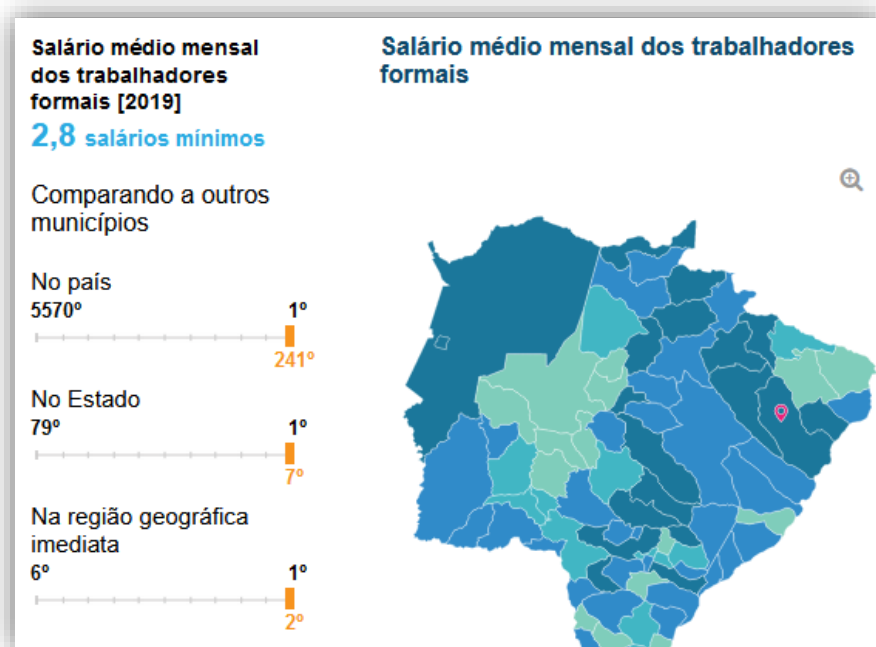 Salário médio mensal
dos trabalhadores
formais [2019]
2,8 salários mínimos
Comparando a outros
municípios
No país
5570º 1º
241º
No Estado
79º 1º
7º
Na região geográfica
imediata
6º 1º
2º
Salário médio mensal dos trabalhadores
formais